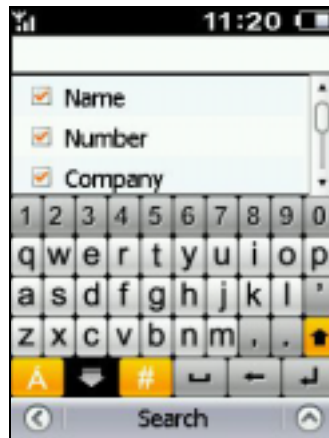 11:20
Name
Number
Company
1 2 3 4 5 6 7 8 9 0
q w e r t y u i o p
a s d f g h j k l '
z x c v b n m , .
Á #
Search